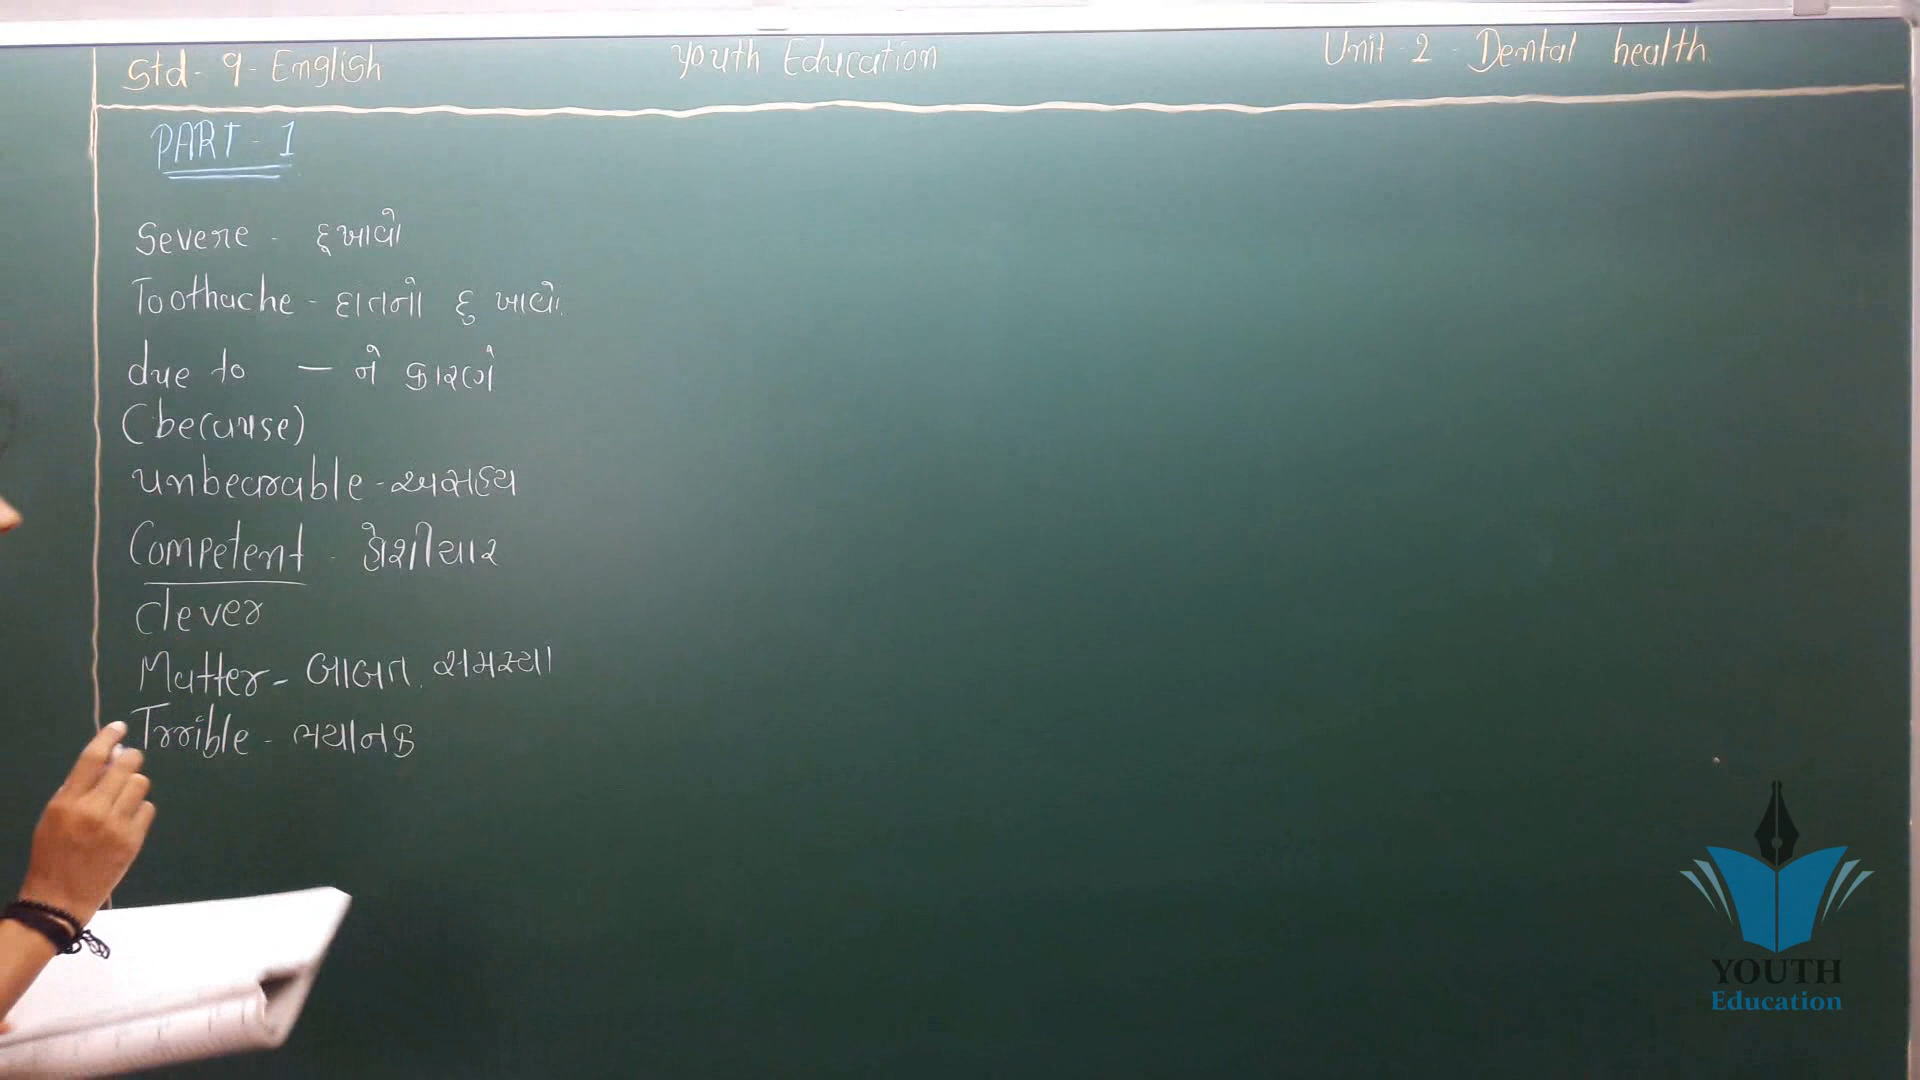 Std - 9 - English
Youth Education
Unit - 2 - Dental health
PART - 1
Severe - દૂખાવો
Toothache - દાતનો દુ ખાવો.
due to — ને કારણે
(because)
unbearable - અસહ્ય
Competent - હોશીયાર
Clever
Matter - બાબત. સમસ્યા
Trrible - ભયાનક
YOUTH
Education